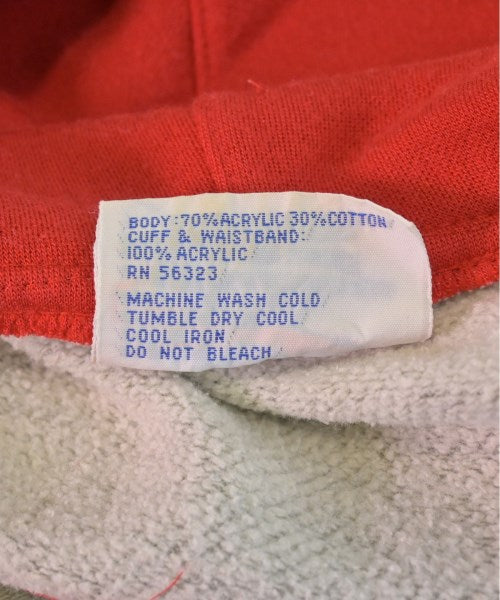 BODY: 70% ACRYLIC 30% COTTON
CUFF & WAISTBAND:
100% ACRYLIC
RN 56323
MACHINE WASH COLD
TUMBLE DRY COOL
COOL IRON
DO NOT BLEACH